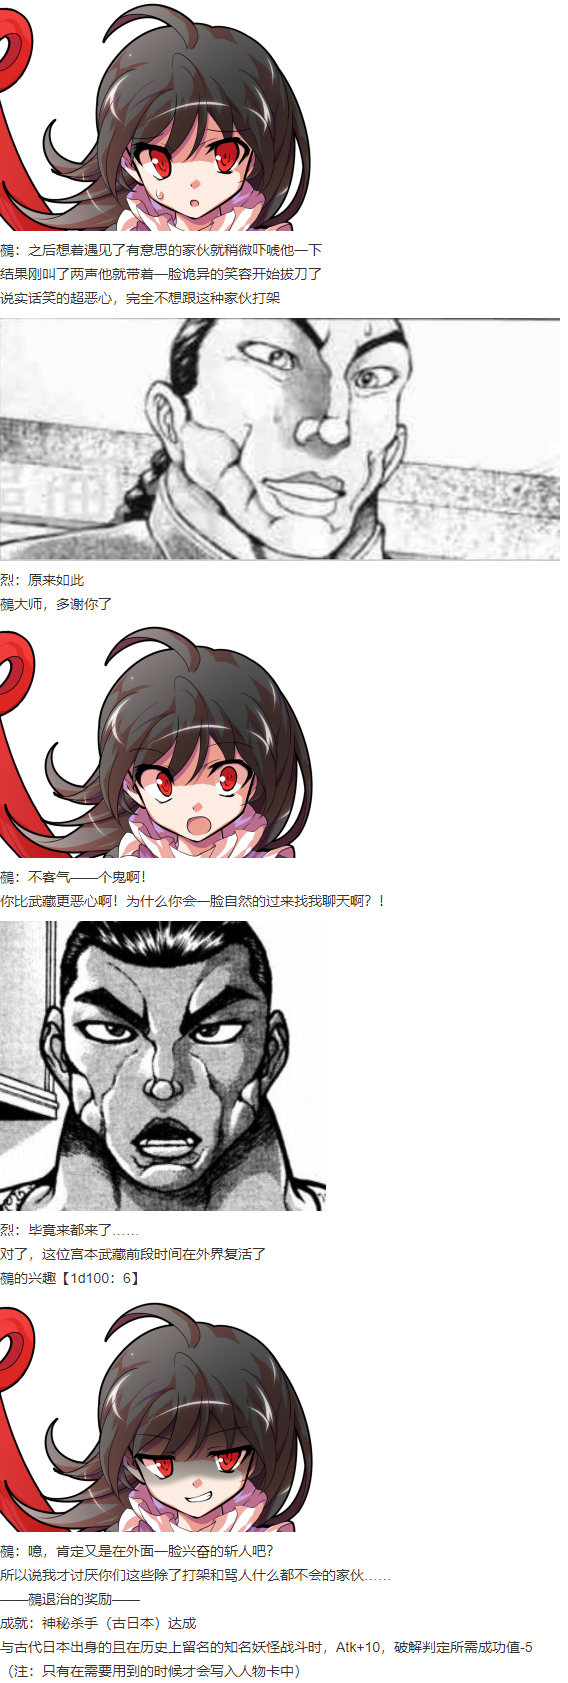 鵺：之后想着遇见了有意思的家伙就稍微吓唬他一下
结果刚叫了两声他就带着一脸诡异的笑容开始拔刀了
说实话笑的超恶心，完全不想跟这种家伙打架
烈：原来如此
鵺大师，多谢你了
鵺：不客气——个鬼啊！
你比武藏更恶心啊！为什么你会一脸自然的过来找我聊天啊？！
烈：毕竟来都来了……
对了，这位宫本武藏前段时间在外界复活了
鵺的兴趣【1d100：6】
鵺：噫，肯定又是在外面一脸兴奋的斩人吧？
所以说我才讨厌你们这些除了打架和骂人什么都不会的家伙……
——鵺退治的奖励——
成就：神秘杀手（古日本）达成
与古代日本出身的且在历史上留名的知名妖怪战斗时，Atk+10，破解判定所需成功值-5
（注：只有在需要用到的时候才会写入人物卡中）